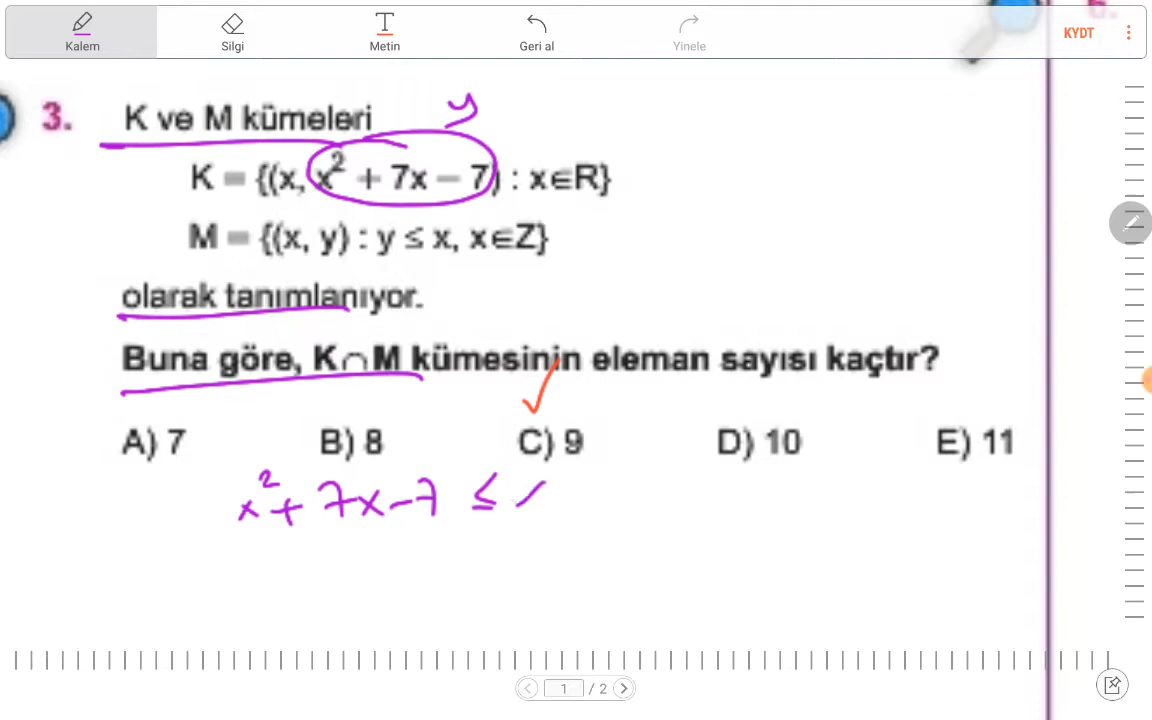 Kalem Silgi Metin Geri al Yinele KYDT
6.
3. K ve M kümeleri
y
K = {(x, x² + 7x − 7) : x∈R}
M = {(x, y) : y ≤ x, x∈Z}
olarak tanımlanıyor.
Buna göre, K∩M kümesinin eleman sayısı kaçtır?
A) 7 B) 8 C) 9 D) 10 E) 11
x² + 7x − 7 ≤
1 / 2